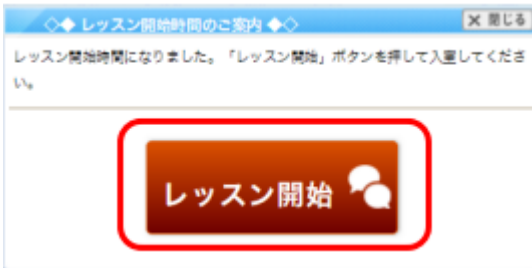 ◇◆ レッスン開始時間のご案内 ◆◇
× 閉じる
レッスン開始時間になりました。「レッスン開始」ボタンを押して入室してくださ
い。
レッスン開始